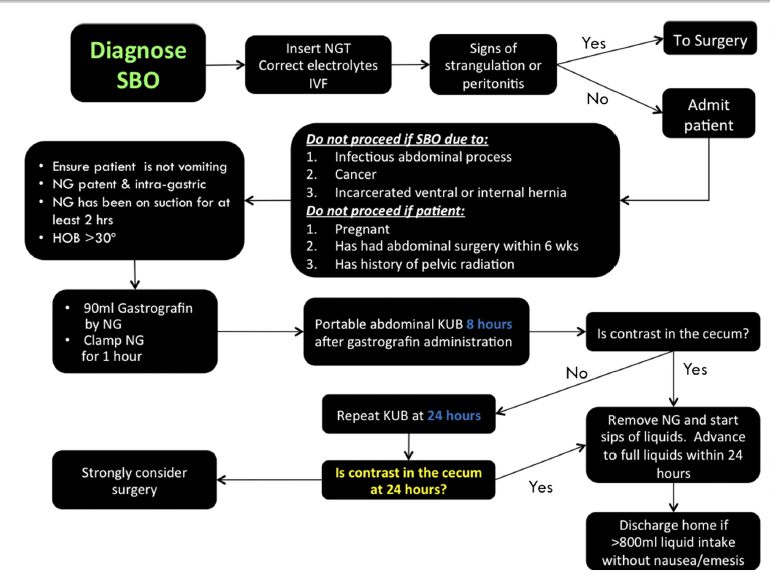 Diagnose
SBO
Insert NGT
Correct electrolytes
IVF
Signs of
strangulation or
peritonitis
Yes
To Surgery
No
Admit
patient
Do not proceed if SBO due to:
1. Infectious abdominal process
2. Cancer
3. Incarcerated ventral or internal hernia
Do not proceed if patient:
1. Pregnant
2. Has had abdominal surgery within 6 wks
3. Has history of pelvic radiation
• Ensure patient is not vomiting
• NG patent & intra-gastric
• NG has been on suction for at
least 2 hrs
• HOB >30°
• 90ml Gastrografin
by NG
• Clamp NG
for 1 hour
Portable abdominal KUB 8 hours
after gastrografin administration
Is contrast in the cecum?
No
Yes
Repeat KUB at 24 hours
Remove NG and start
sips of liquids. Advance
to full liquids within 24
hours
Is contrast in the cecum
at 24 hours?
Yes
Strongly consider
surgery
Discharge home if
>800ml liquid intake
without nausea/emesis